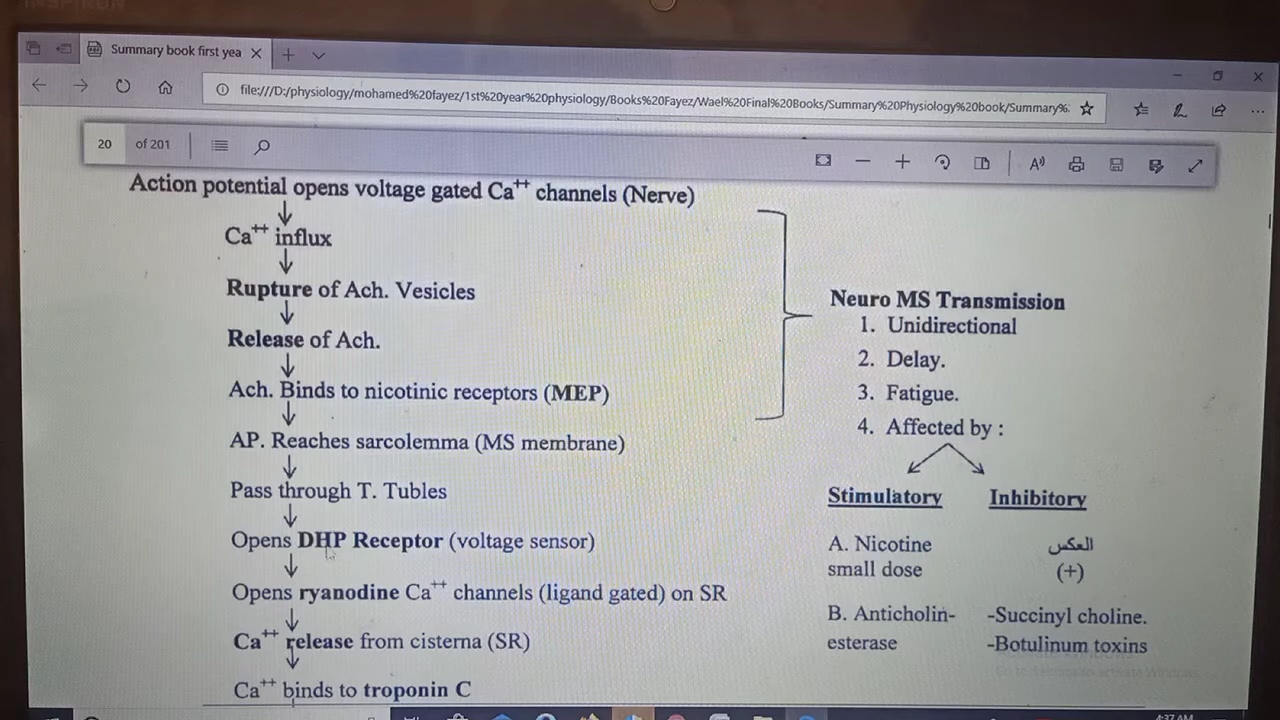 Summary book first yea
file:///D:/physiology/mohamed%20fayez/1st%20year%20physiology/Books%20Fayez/Wael%20Final%20Books/Summary%20Physiology%20book/Summary%
20 of 201
Action potential opens voltage gated Ca⁺⁺ channels (Nerve)
Ca⁺⁺ influx
Rupture of Ach. Vesicles
Release of Ach.
Ach. Binds to nicotinic receptors (MEP)
AP. Reaches sarcolemma (MS membrane)
Pass through T. Tubles
Opens DHP Receptor (voltage sensor)
Opens ryanodine Ca⁺⁺ channels (ligand gated) on SR
Ca⁺⁺ release from cisterna (SR)
Ca⁺⁺ binds to troponin C
Neuro MS Transmission
1. Unidirectional
2. Delay.
3. Fatigue.
4. Affected by :
Stimulatory Inhibitory
A. Nicotine العكس
small dose (+)
B. Anticholin- -Succinyl choline.
esterase -Botulinum toxins
4:37 AM